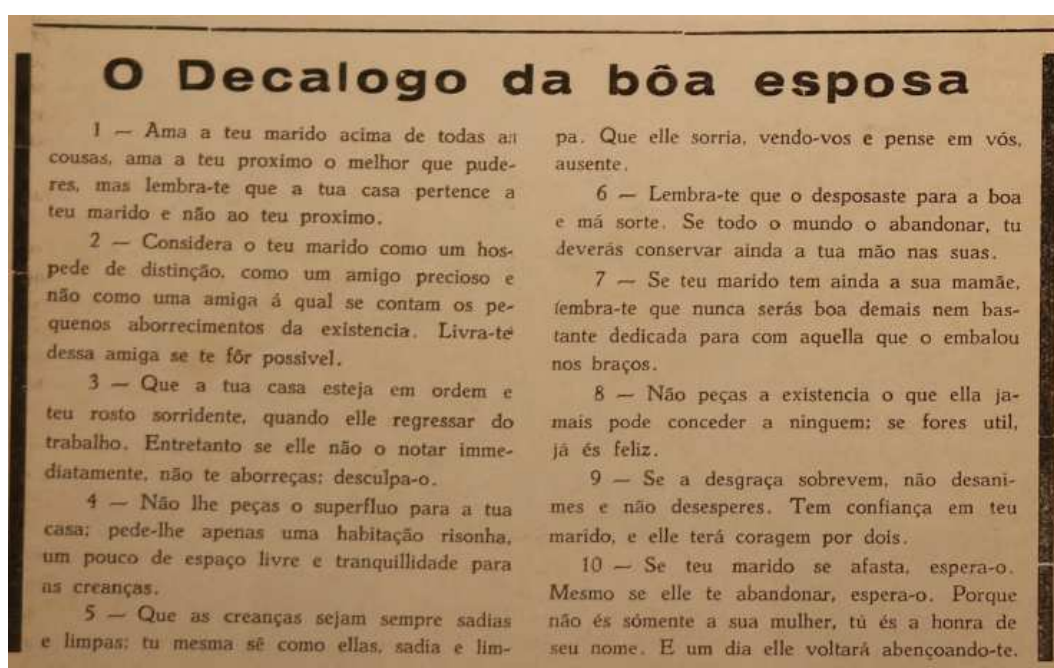 O Decalogo da bôa esposa
1 — Ama a teu marido acima de todas as
cousas, ama a teu proximo o melhor que pude-
res, mas lembra-te que a tua casa pertence a
teu marido e não ao teu proximo.
2 — Considera o teu marido como um hos-
pede de distinção, como um amigo precioso e
não como uma amiga á qual se contam os pe-
quenos aborrecimentos da existencia. Livra-te
dessa amiga se te fôr possivel.
3 — Que a tua casa esteja em ordem e
teu rosto sorridente, quando elle regressar do
trabalho. Entretanto se elle não o notar imme-
diatamente, não te aborreças; desculpa-o.
4 — Não lhe peças o superfluo para a tua
casa; pede-lhe apenas uma habitação risonha,
um pouco de espaço livre e tranquillidade para
as creanças.
5 — Que as creanças sejam sempre sadias
e limpas; tu mesma sê como ellas, sadia e lim-
pa. Que elle sorria, vendo-vos e pense em vós,
ausente.
6 — Lembra-te que o desposaste para a boa
e má sorte. Se todo o mundo o abandonar, tu
deverás conservar ainda a tua mão nas suas.
7 — Se teu marido tem ainda a sua mamãe,
lembra-te que nunca serás boa demais nem bas-
tante dedicada para com aquella que o embalou
nos braços.
8 — Não peças a existencia o que ella ja-
mais pode conceder a ninguem; se fores util,
já és feliz.
9 — Se a desgraça sobrevem, não desani-
mes e não desesperes. Tem confiança em teu
marido, e elle terá coragem por dois.
10 — Se teu marido se afasta, espera-o.
Mesmo se elle te abandonar, espera-o. Porque
não és sómente a sua mulher, tú és a honra de
seu nome. E um dia elle voltará abençoando-te.